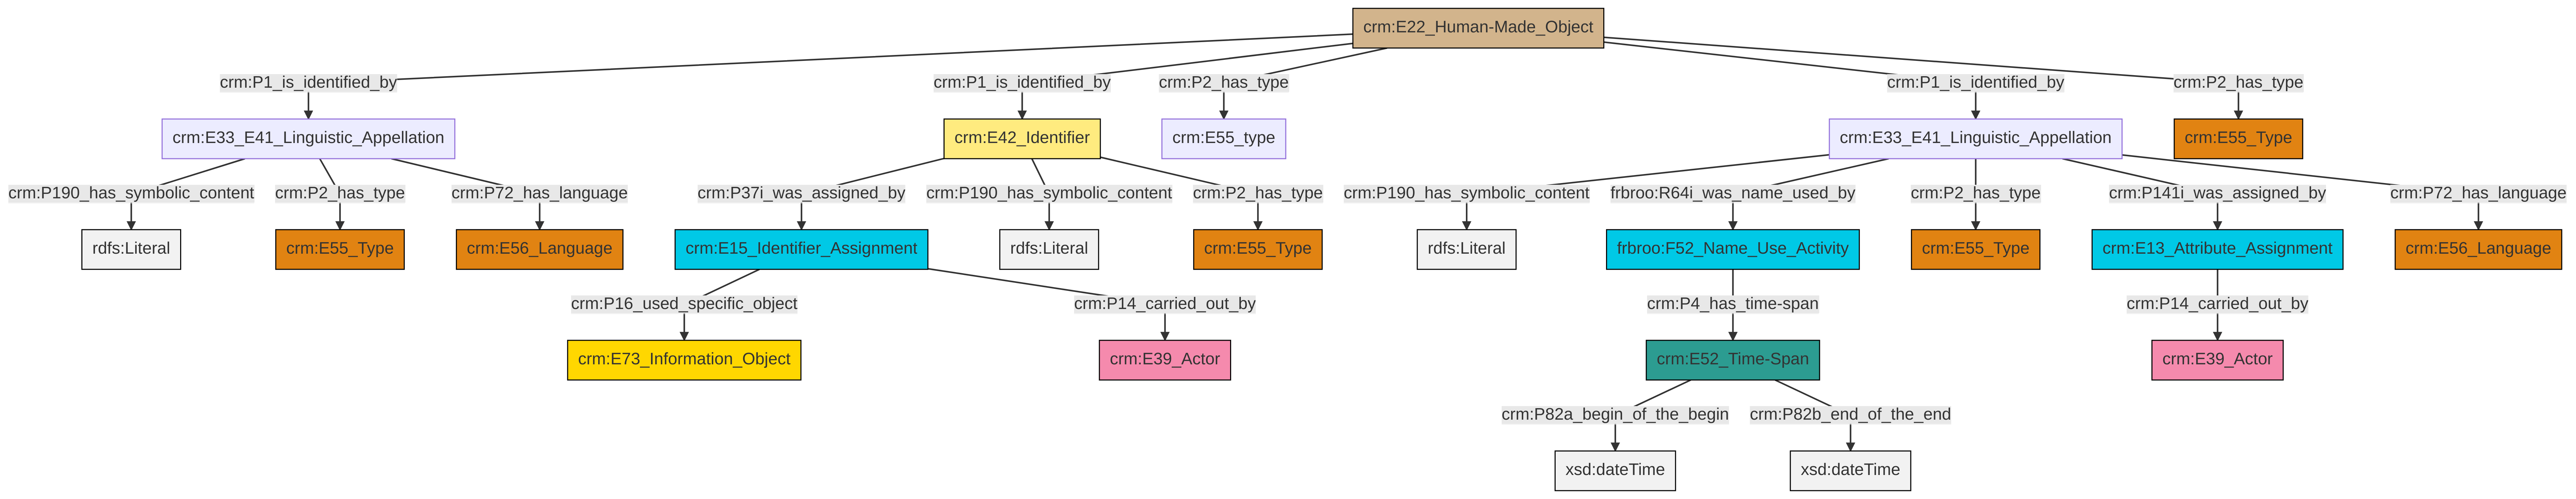 crm:E22_Human-Made_Object
crm:P1_is_identified_by
crm:P1_is_identified_by
crm:P2_has_type
crm:P1_is_identified_by
crm:P2_has_type
crm:E33_E41_Linguistic_Appellation
crm:E42_Identifier
crm:E55_type
crm:E33_E41_Linguistic_Appellation
crm:E55_Type
crm:P190_has_symbolic_content
crm:P2_has_type
crm:P72_has_language
crm:P37i_was_assigned_by
crm:P190_has_symbolic_content
crm:P2_has_type
crm:P190_has_symbolic_content
frbroo:R64i_was_name_used_by
crm:P2_has_type
crm:P141i_was_assigned_by
crm:P72_has_language
rdfs:Literal
crm:E55_Type
crm:E56_Language
crm:E15_Identifier_Assignment
rdfs:Literal
crm:E55_Type
rdfs:Literal
frbroo:F52_Name_Use_Activity
crm:E55_Type
crm:E13_Attribute_Assignment
crm:E56_Language
crm:P16_used_specific_object
crm:P14_carried_out_by
crm:P4_has_time-span
crm:P14_carried_out_by
crm:E73_Information_Object
crm:E39_Actor
crm:E52_Time-Span
crm:E39_Actor
crm:P82a_begin_of_the_begin
crm:P82b_end_of_the_end
xsd:dateTime
xsd:dateTime